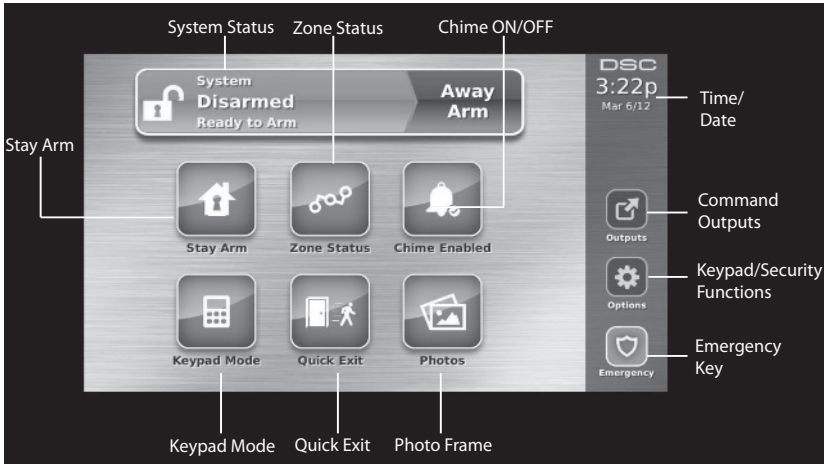 System Status
Zone Status
Chime ON/OFF
DSC
3:22p
Mar 6/12
Time/
Date
System
Disarmed
Ready to Arm
Away
Arm
Stay Arm
Stay Arm
Zone Status
Chime Enabled
Outputs
Command
Outputs
Options
Keypad/Security
Functions
Keypad Mode
Quick Exit
Photos
Emergency
Emergency
Key
Keypad Mode
Quick Exit
Photo Frame